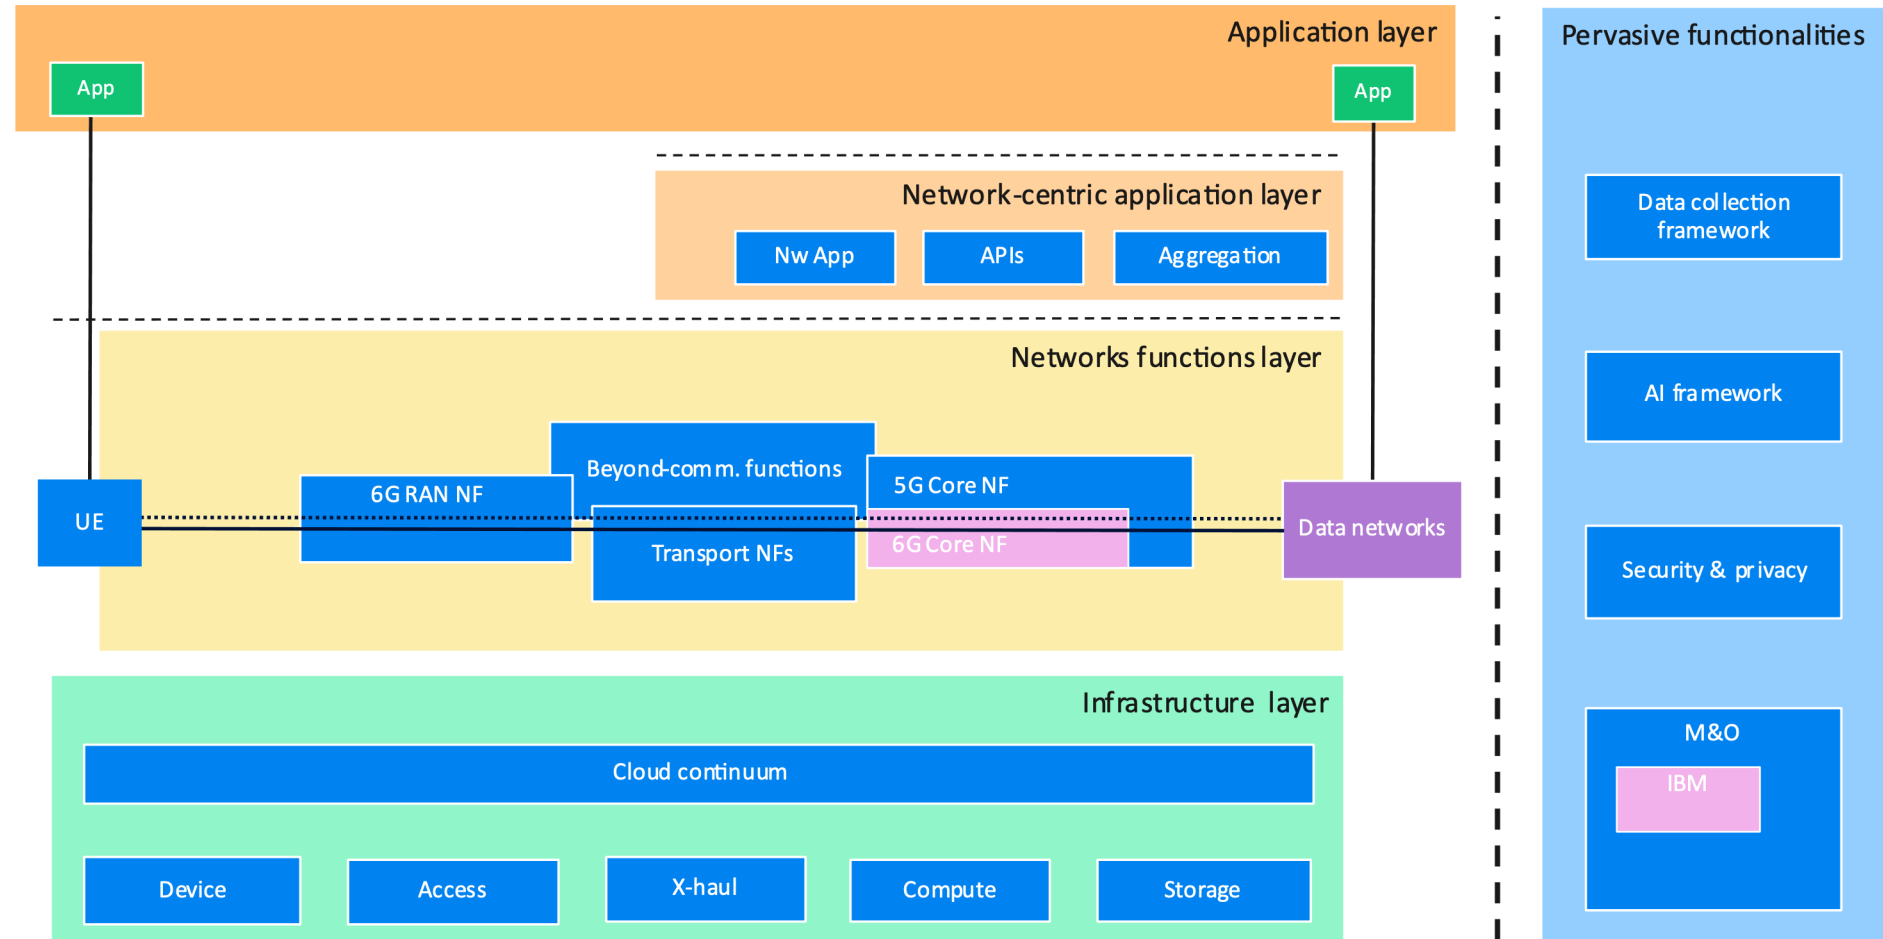 Application layer
App
App
Network-centric application layer
Nw App
APIs
Aggregation
Networks functions layer
Beyond-comm. functions
6G RAN NF
5G Core NF
UE
Data networks
Transport NFs
6G Core NF
Infrastructure layer
Cloud continuum
Device
Access
X-haul
Compute
Storage
Pervasive functionalities
Data collection
framework
AI framework
Security & privacy
M&O
IBM